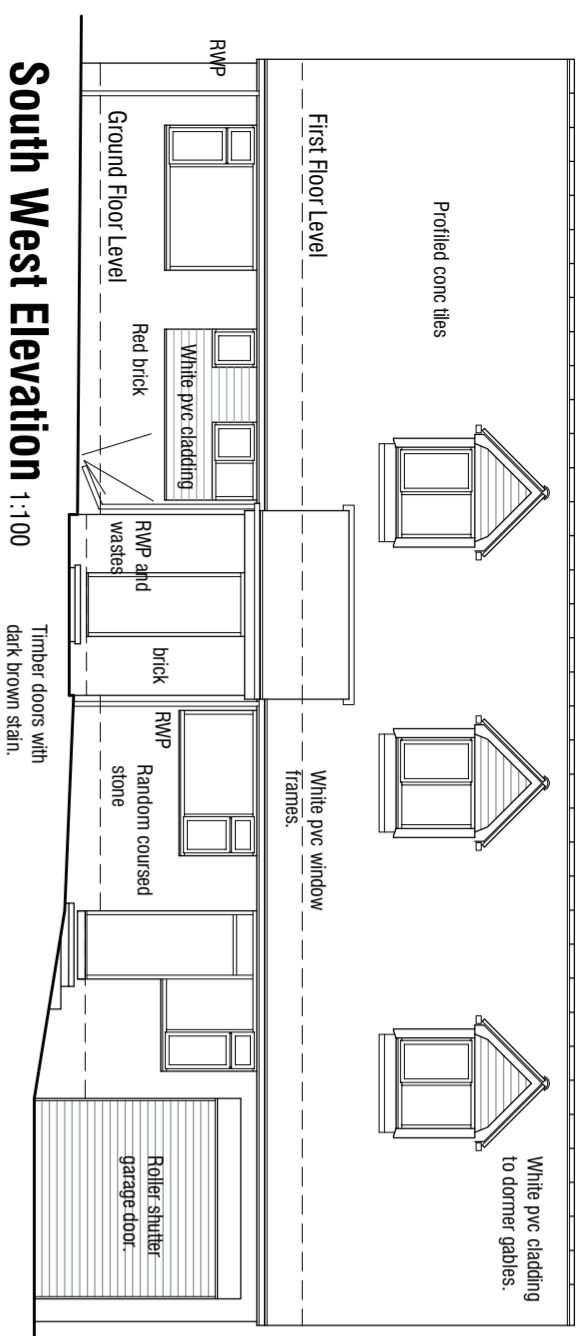 Profiled conc tiles
White pvc cladding
to dormer gables.
First Floor Level
White pvc window
frames.
RWP
Ground Floor Level
Red brick
White pvc cladding
RWP and
wastes
brick
RWP
Random coursed
stone
Roller shutter
garage door.
Timber doors with
dark brown stain.
South West Elevation 1:100